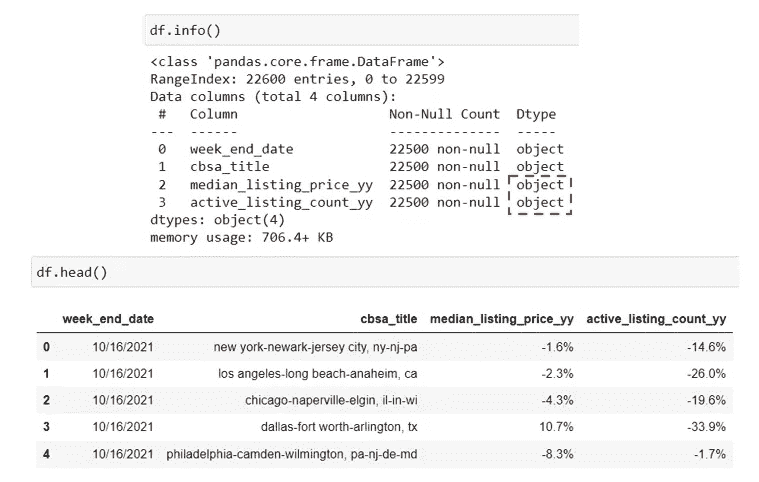 df.info()
<class 'pandas.core.frame.DataFrame'>
RangeIndex: 22600 entries, 0 to 22599
Data columns (total 4 columns):
 #   Column                   Non-Null Count  Dtype
---  ------                   --------------  -----
 0   week_end_date            22500 non-null  object
 1   cbsa_title               22500 non-null  object
 2   median_listing_price_yy  22500 non-null  object
 3   active_listing_count_yy  22500 non-null  object
dtypes: object(4)
memory usage: 706.4+ KB
df.head()
week_end_date cbsa_title median_listing_price_yy active_listing_count_yy
0 10/16/2021 new york-newark-jersey city, ny-nj-pa -1.6% -14.6%
1 10/16/2021 los angeles-long beach-anaheim, ca -2.3% -26.0%
2 10/16/2021 chicago-naperville-elgin, il-in-wi -4.3% -19.6%
3 10/16/2021 dallas-fort worth-arlington, tx 10.7% -33.9%
4 10/16/2021 philadelphia-camden-wilmington, pa-nj-de-md -8.3% -1.7%